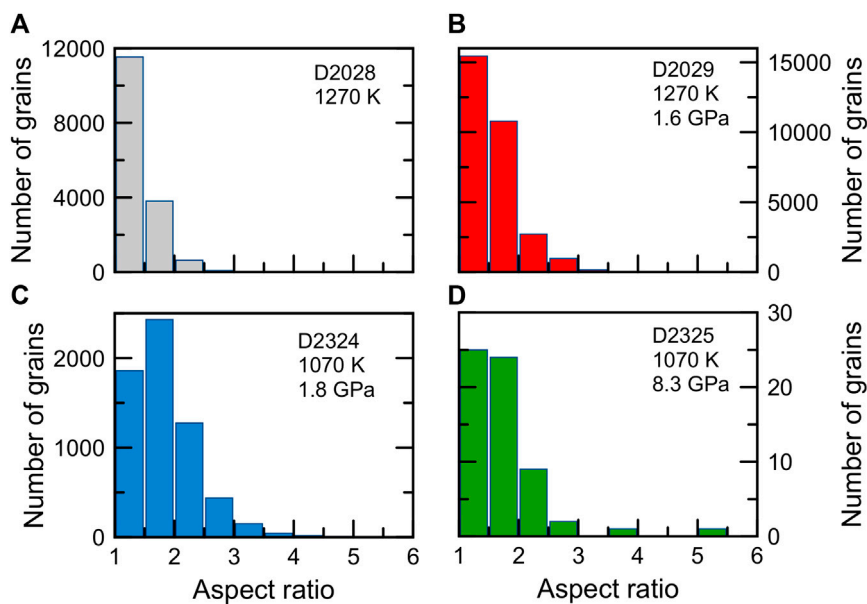 A
Number of grains
12000
8000
4000
0
D2028
1270 K
B
D2029
1270 K
1.6 GPa
15000
10000
5000
0
Number of grains
C
Number of grains
2000
1000
0
D2324
1070 K
1.8 GPa
1 2 3 4 5 6
Aspect ratio
D
D2325
1070 K
8.3 GPa
30
20
10
0
Number of grains
1 2 3 4 5 6
Aspect ratio